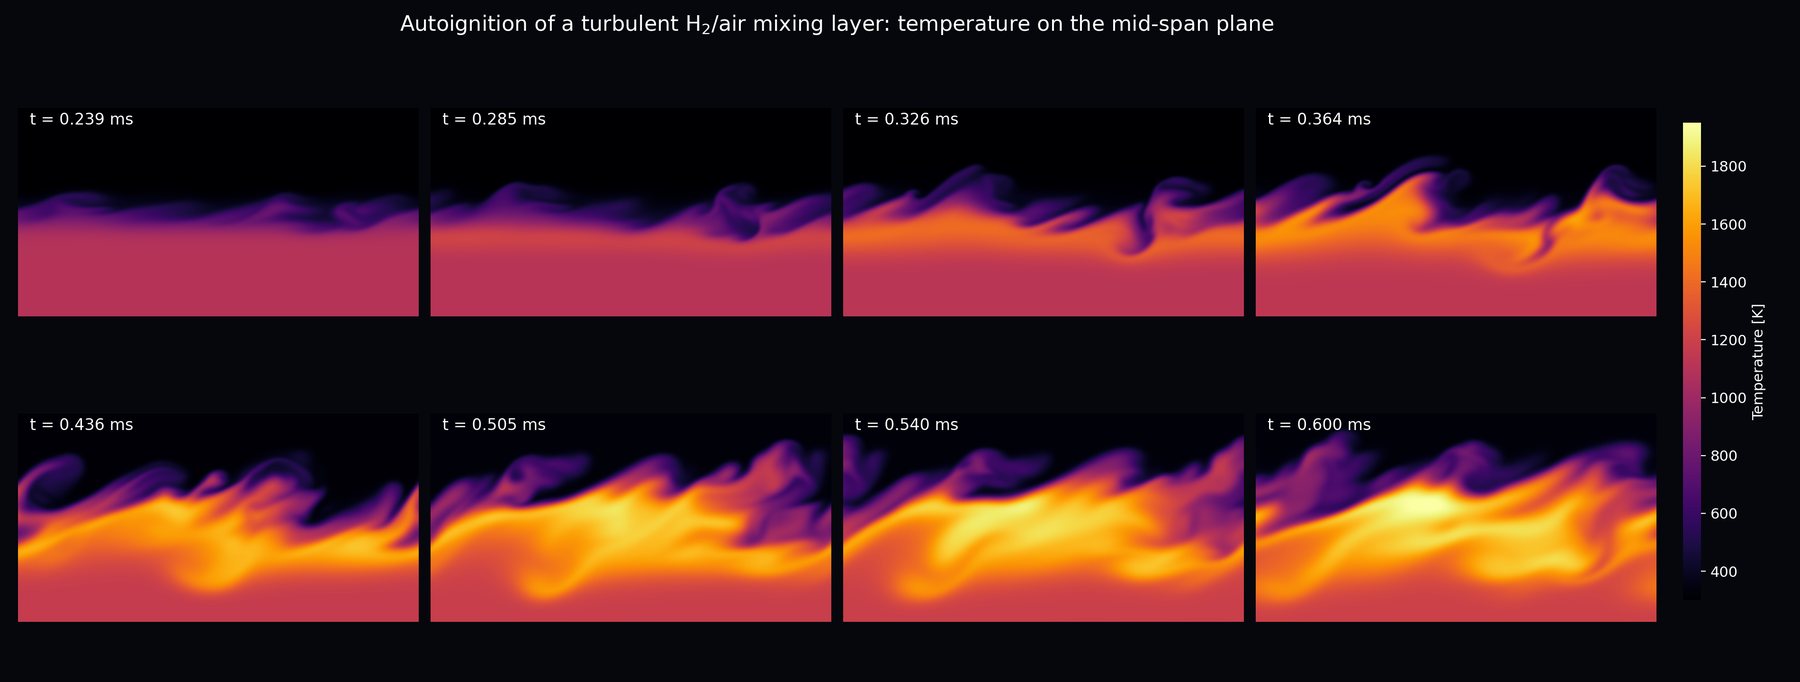 Autoignition of a turbulent H₂/air mixing layer: temperature on the mid-span plane
t = 0.239 ms
t = 0.285 ms
t = 0.326 ms
t = 0.364 ms
t = 0.436 ms
t = 0.505 ms
t = 0.540 ms
t = 0.600 ms
1800
1600
1400
1200
1000
800
600
400
Temperature [K]